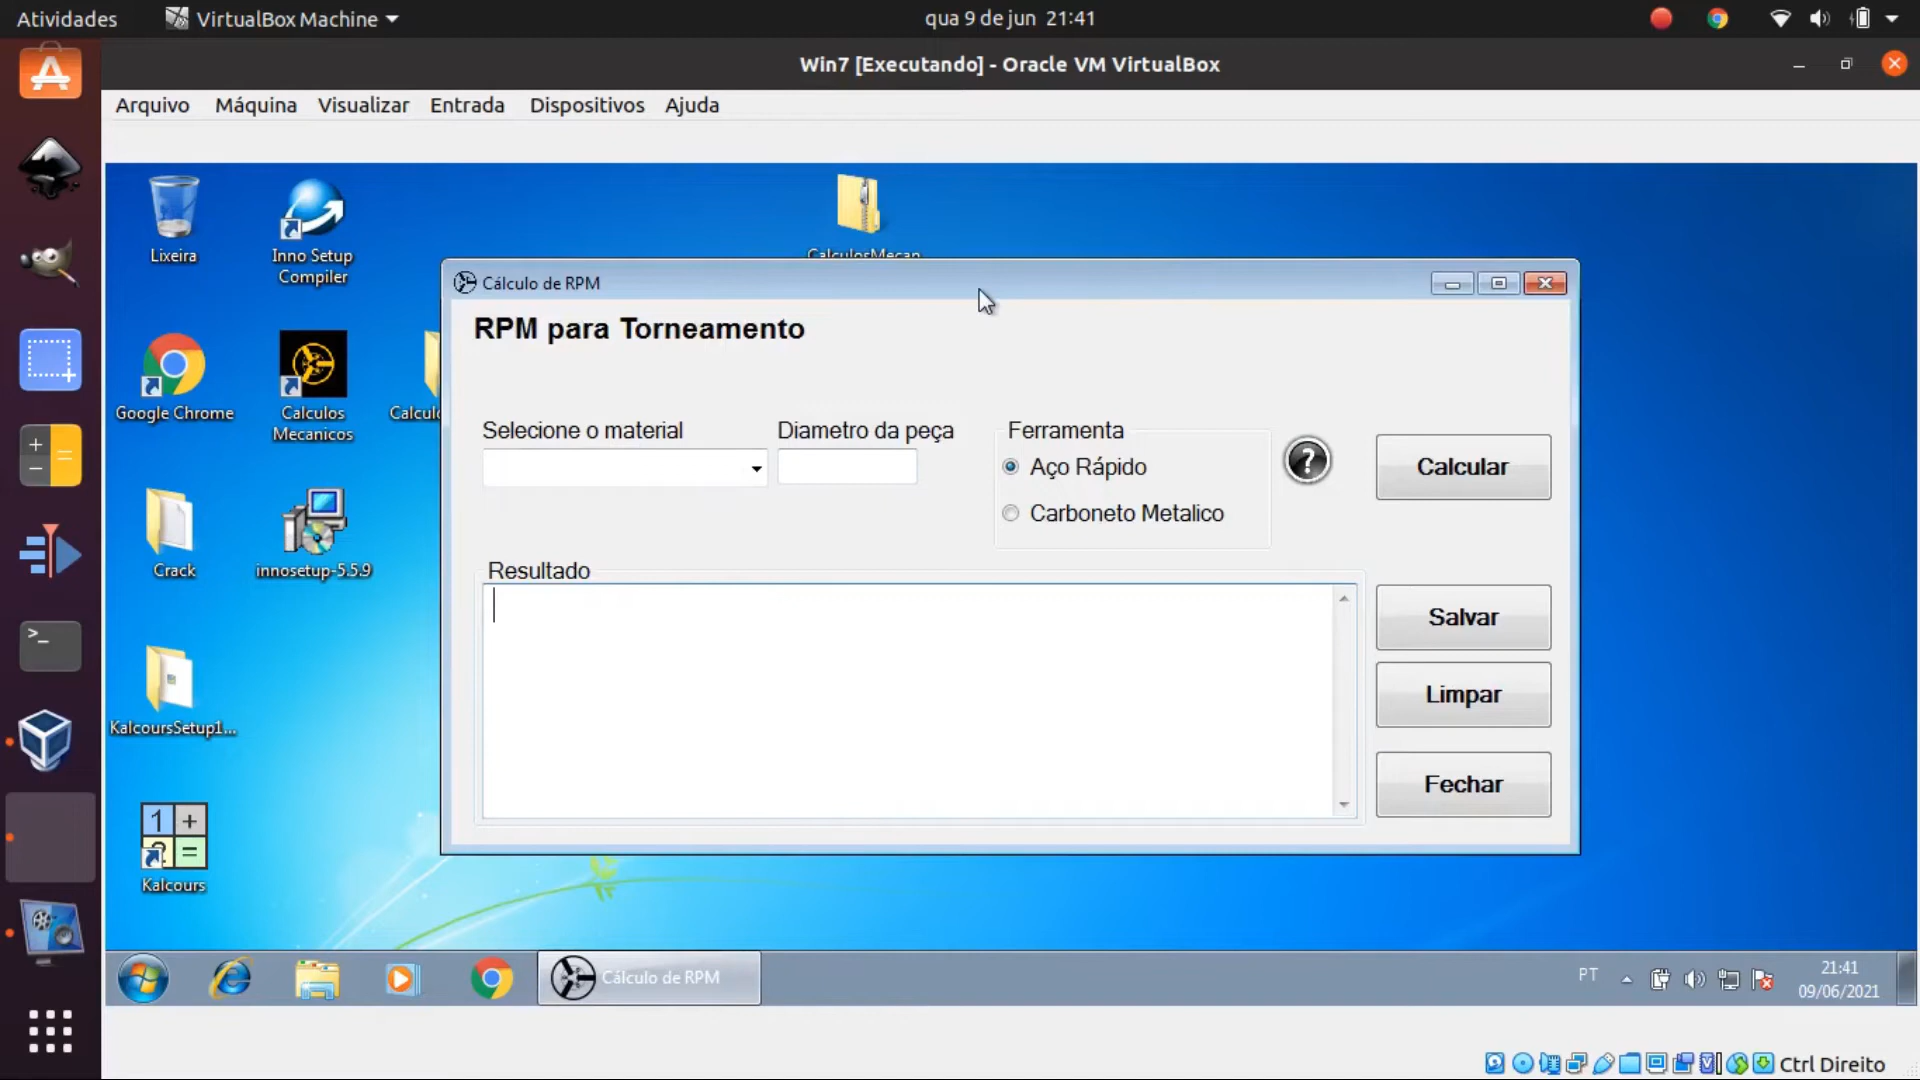 Atividades
VirtualBox Machine
qua 9 de jun 21:41
Win7 [Executando] - Oracle VM VirtualBox
Arquivo Máquina Visualizar Entrada Dispositivos Ajuda
Lixeira
Inno Setup
Compiler
CalculosMecan
Google Chrome
Calculos
Mecanicos
Calculo
Crack
innosetup-5.5.9
KalcoursSetup1...
Kalcours
Cálculo de RPM
RPM para Torneamento
Selecione o material
Diametro da peça
Ferramenta
Aço Rápido
Carboneto Metalico
Calcular
Resultado
Salvar
Limpar
Fechar
Cálculo de RPM
PT
21:41
09/06/2021
Ctrl Direito